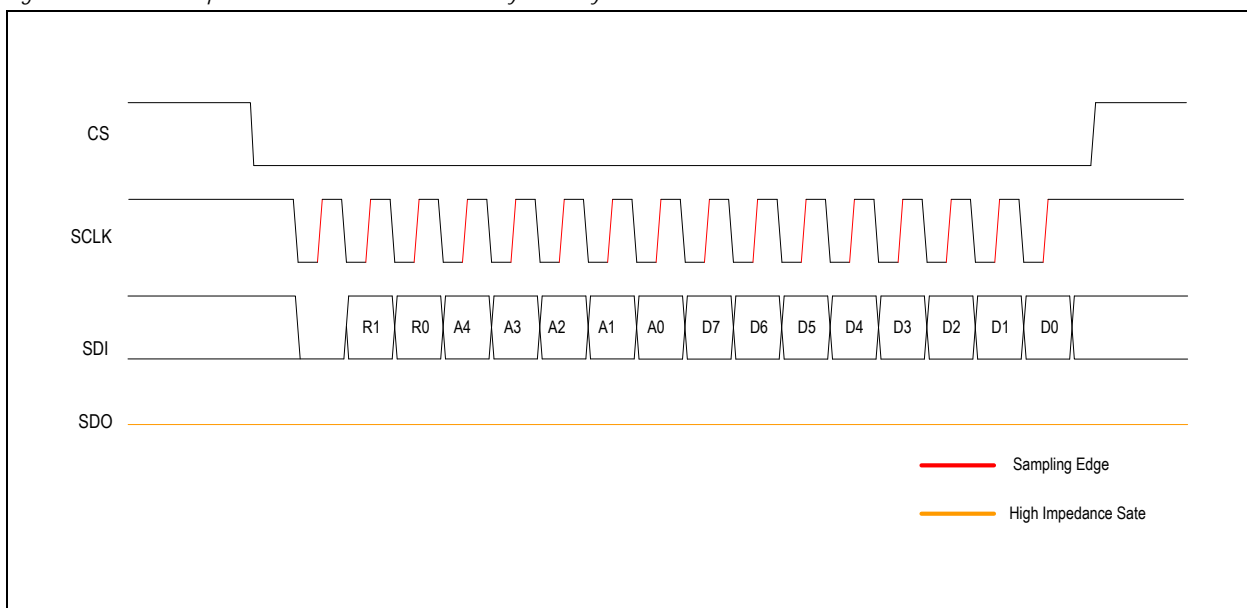 CS
SCLK
SDI
R1 R0 A4 A3 A2 A1 A0 D7 D6 D5 D4 D3 D2 D1 D0
SDO
Sampling Edge
High Impedance Sate